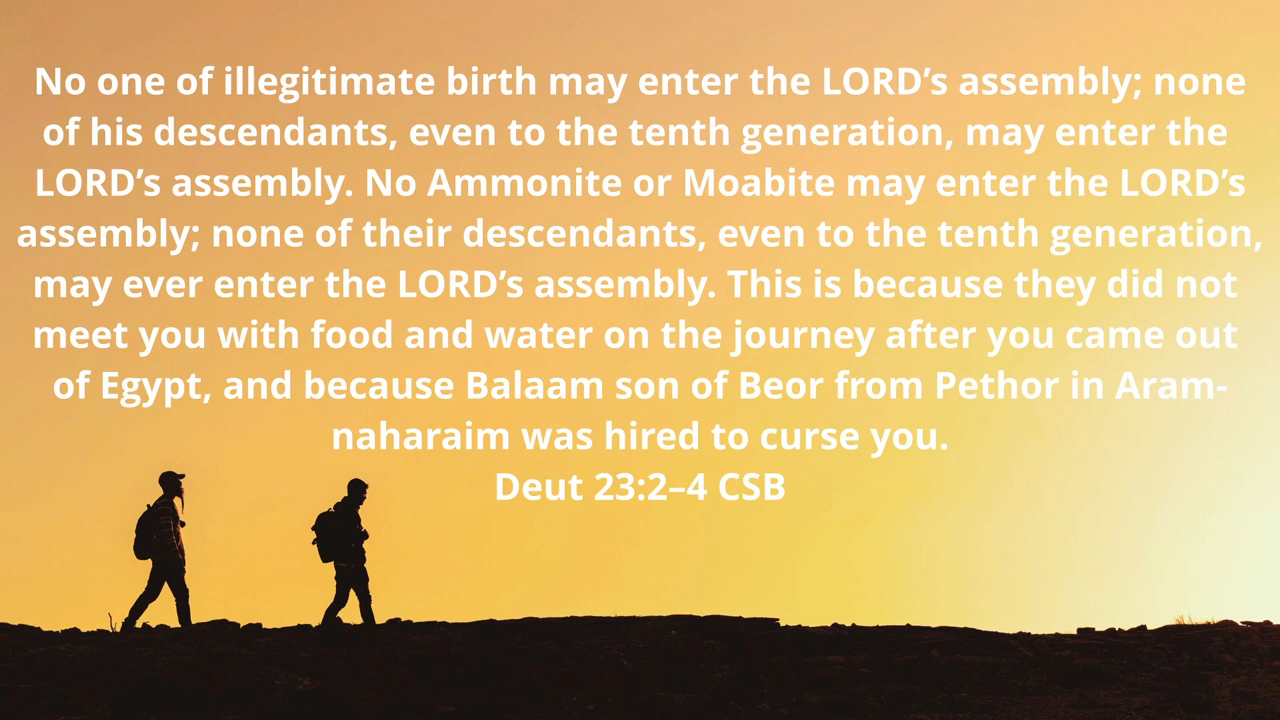 No one of illegitimate birth may enter the LORD’s assembly; none
of his descendants, even to the tenth generation, may enter the
LORD’s assembly. No Ammonite or Moabite may enter the LORD’s
assembly; none of their descendants, even to the tenth generation,
may ever enter the LORD’s assembly. This is because they did not
meet you with food and water on the journey after you came out
of Egypt, and because Balaam son of Beor from Pethor in Aram-
naharaim was hired to curse you.
Deut 23:2–4 CSB